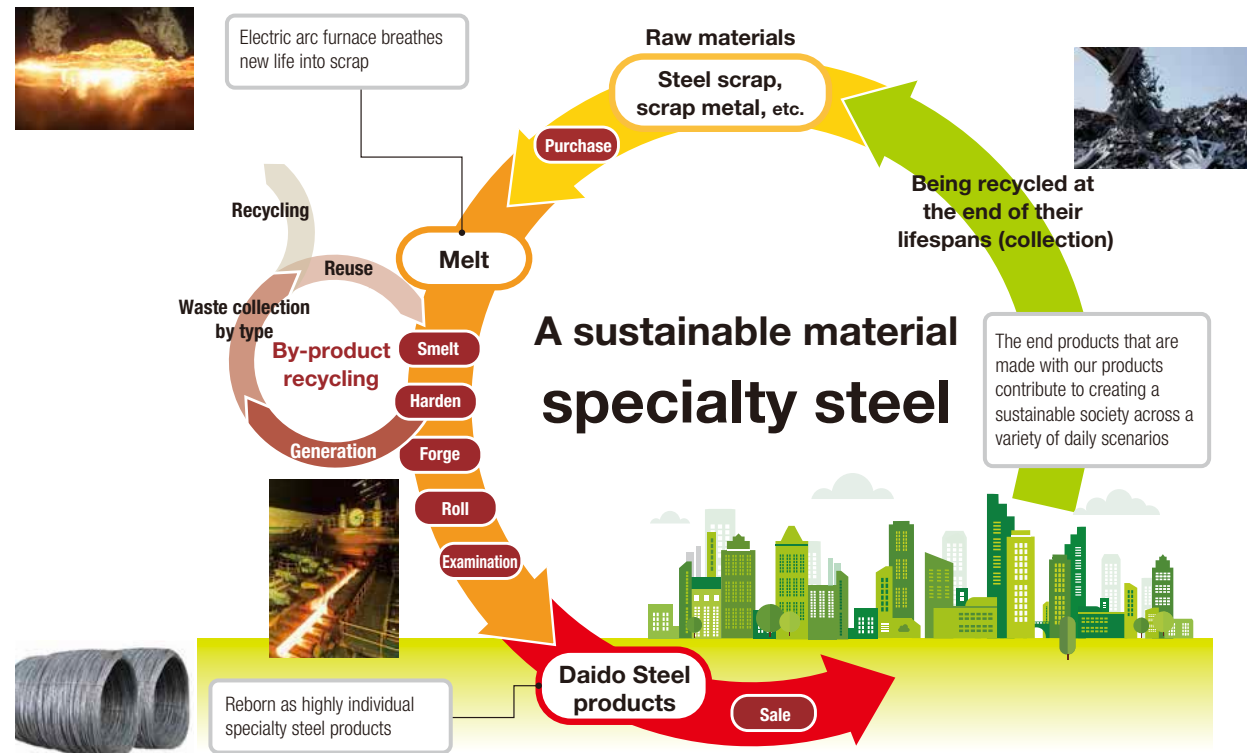 Electric arc furnace breathes
new life into scrap
Raw materials
Steel scrap,
scrap metal, etc.
Purchase
Being recycled at
the end of their
lifespans (collection)
Recycling
Melt
Reuse
Waste collection
by type
By-product
recycling
Generation
Smelt
Harden
Forge
Roll
Examination
A sustainable material
specialty steel
The end products that are
made with our products
contribute to creating a
sustainable society across a
variety of daily scenarios
Daido Steel
products
Reborn as highly individual
specialty steel products
Sale